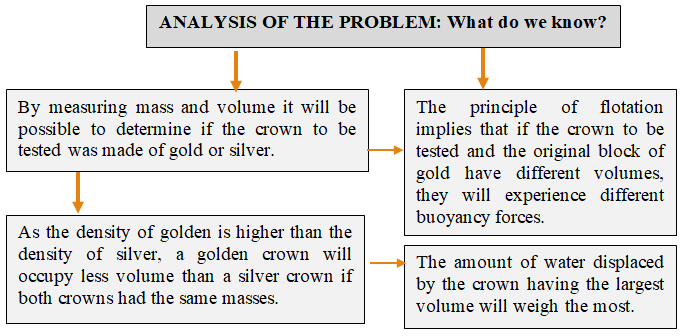 ANALYSIS OF THE PROBLEM: What do we know?
By measuring mass and volume it will be
possible to determine if the crown to be
tested was made of gold or silver.
The principle of flotation
implies that if the crown to be
tested and the original block of
gold have different volumes,
they will experience different
buoyancy forces.
As the density of golden is higher than the
density of silver, a golden crown will
occupy less volume than a silver crown if
both crowns had the same masses.
The amount of water displaced
by the crown having the largest
volume will weigh the most.